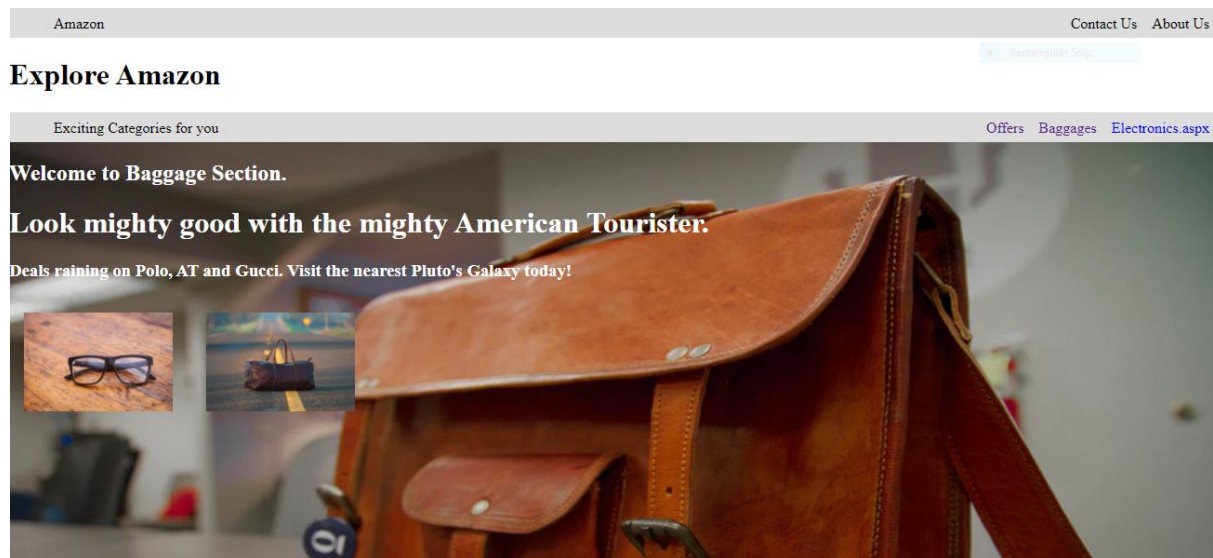 Amazon
Contact Us About Us
Rectangular Snip
Explore Amazon
Exciting Categories for you
Offers Baggages Electronics.aspx
Welcome to Baggage Section.
Look mighty good with the mighty American Tourister.
Deals raining on Polo, AT and Gucci. Visit the nearest Pluto's Galaxy today!